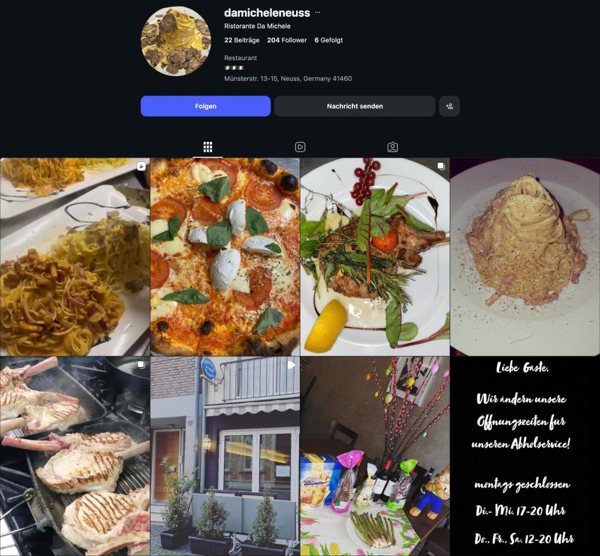 damicheleneuss ...
Ristorante Da Michele
22 Beiträge 204 Follower 6 Gefolgt
Restaurant
Münsterstr. 13-15, Neuss, Germany 41460
Folgen
Nachricht senden
Liebe Gäste,
Wir ändern unsere
Öffnungszeiten für
unseren Abholservice!
montags geschlossen
Di.- Mi. 17-20 Uhr
Do., Fr., Sa. 12-20 Uhr